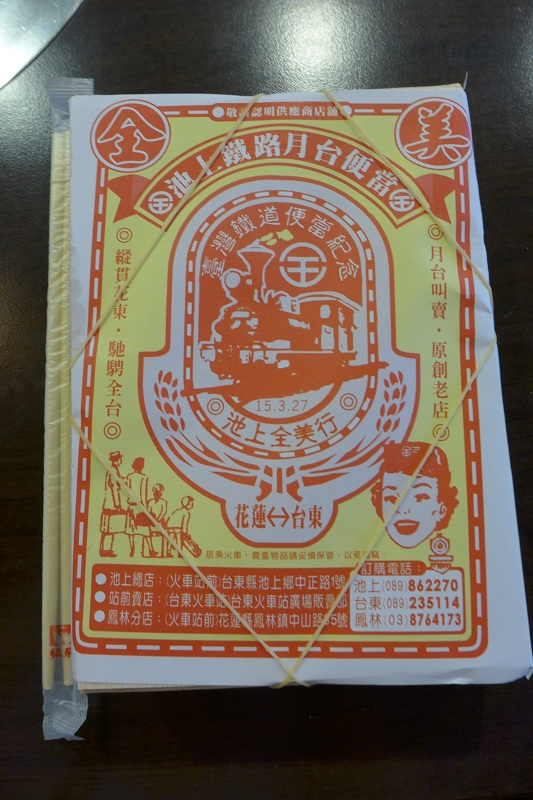 敬請認明供應商店舖
全
美
池上鐵路月台便當
臺灣鐵道便當紀念
◎縱貫花東・馳騁全台◎
◎月台叫賣・原創老店◎
15.3.27
◎池上全美行◎
花蓮↔台東
搭乘火車，貴重物品請妥慎保管，以免
訂購電話：
●池上總店：(火車站前)台東縣池上鄉中正路1號 池上(089)862270
●站前賣店：(台東火車站)台東火車站廣場販賣部 台東(089)235114
●鳳林分店：(火車站前)花蓮縣鳳林鎮中山路 5號 鳳林(03)8764173